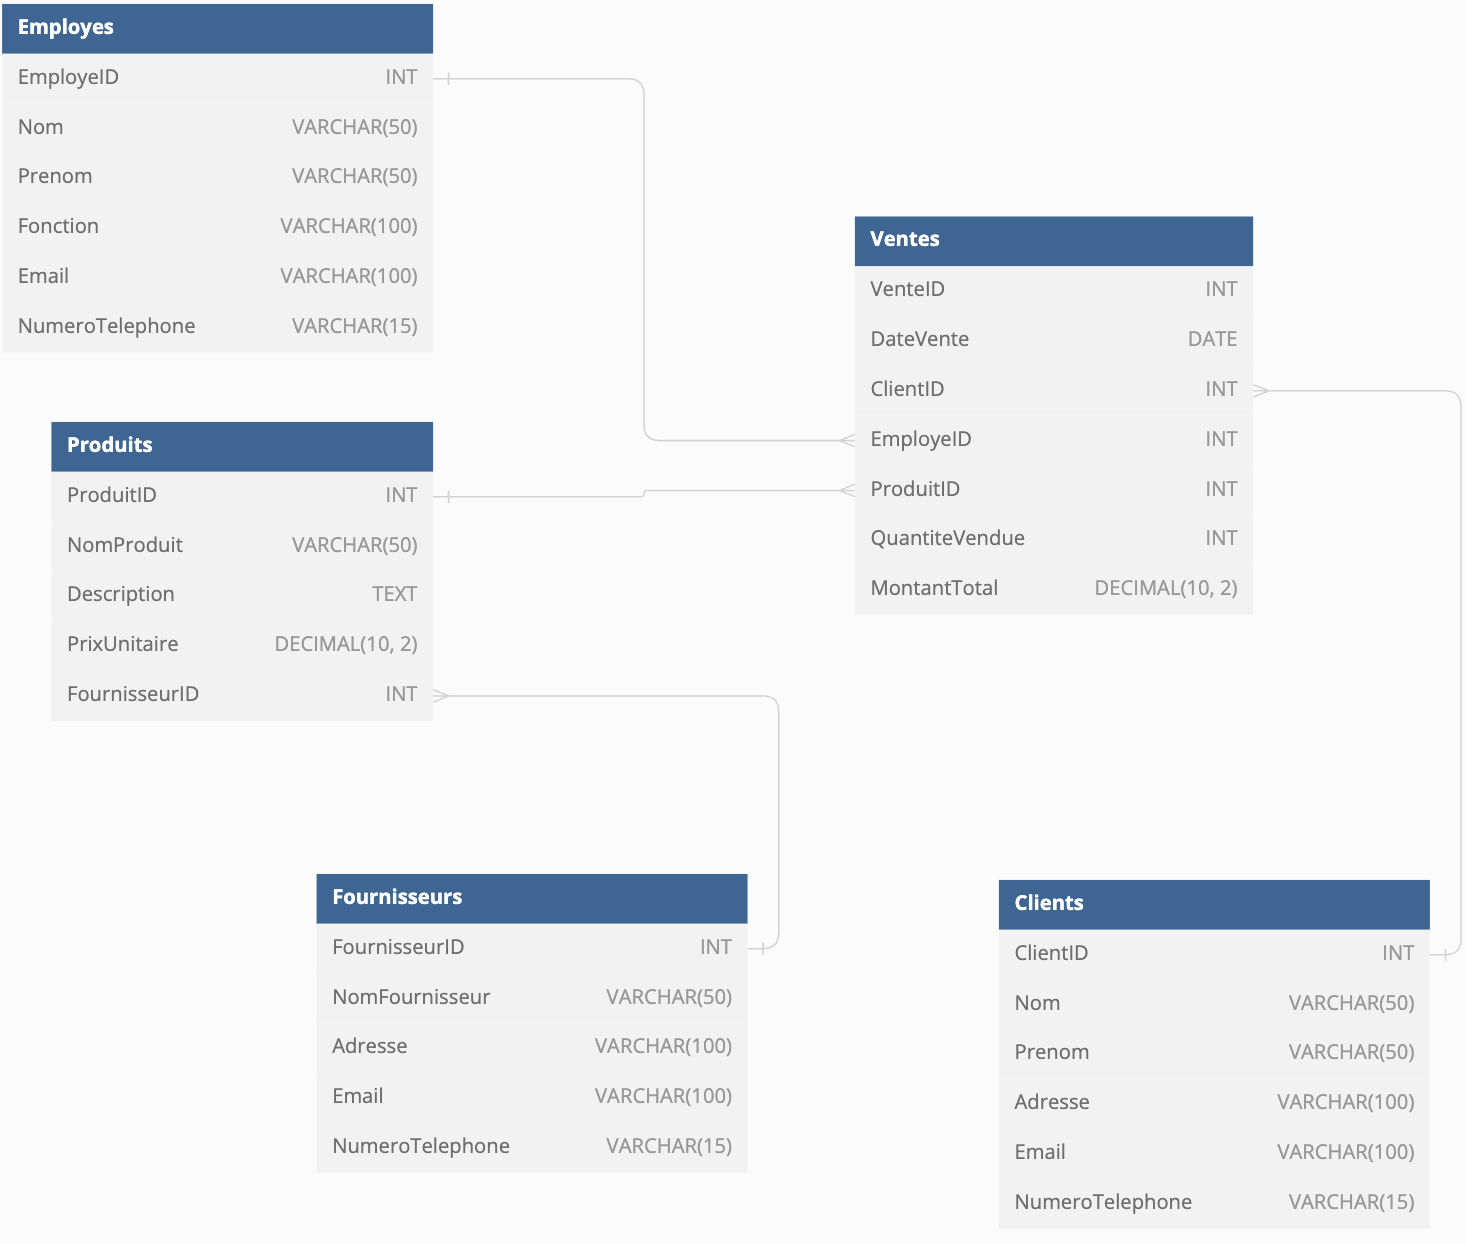 Employes
EmployeID INT
Nom VARCHAR(50)
Prenom VARCHAR(50)
Fonction VARCHAR(100)
Email VARCHAR(100)
NumeroTelephone VARCHAR(15)
Ventes
VenteID INT
DateVente DATE
ClientID INT
EmployeID INT
ProduitID INT
QuantiteVendue INT
MontantTotal DECIMAL(10, 2)
Produits
ProduitID INT
NomProduit VARCHAR(50)
Description TEXT
PrixUnitaire DECIMAL(10, 2)
FournisseurID INT
Fournisseurs
FournisseurID INT
NomFournisseur VARCHAR(50)
Adresse VARCHAR(100)
Email VARCHAR(100)
NumeroTelephone VARCHAR(15)
Clients
ClientID INT
Nom VARCHAR(50)
Prenom VARCHAR(50)
Adresse VARCHAR(100)
Email VARCHAR(100)
NumeroTelephone VARCHAR(15)